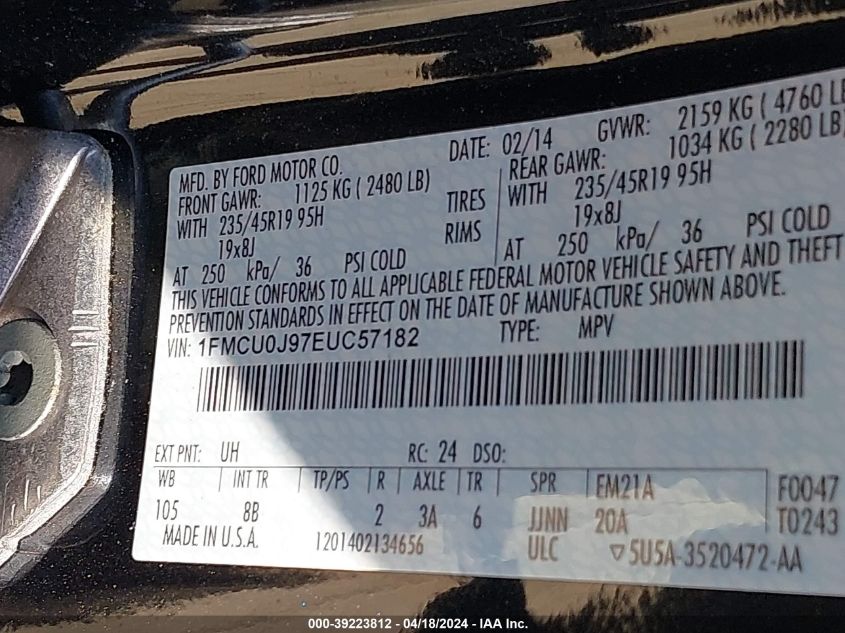 MFD. BY FORD MOTOR CO.
DATE: 02/14 GVWR: 2159 KG ( 4760 LB
FRONT GAWR: 1125 KG ( 2480 LB)
REAR GAWR: 1034 KG ( 2280 LB)
WITH 235/45R19 95H TIRES WITH 235/45R19 95H
19x8J RIMS 19x8J
AT 250 kPa/ 36 PSI COLD AT 250 kPa/ 36 PSI COLD
THIS VEHICLE CONFORMS TO ALL APPLICABLE FEDERAL MOTOR VEHICLE SAFETY AND THEFT
PREVENTION STANDARDS IN EFFECT ON THE DATE OF MANUFACTURE SHOWN ABOVE.
VIN: 1FMCU0J97EUC57182 TYPE: MPV
EXT PNT: UH RC: 24 DSO:
WB INT TR TP/PS R AXLE TR SPR EM21A F0047
105 8B 2 3A 6 JJNN 20A T0243
MADE IN U.S.A. 1201402134656 ULC ▽5U5A-3520472-AA
000-39223812 - 04/18/2024 - IAA Inc.